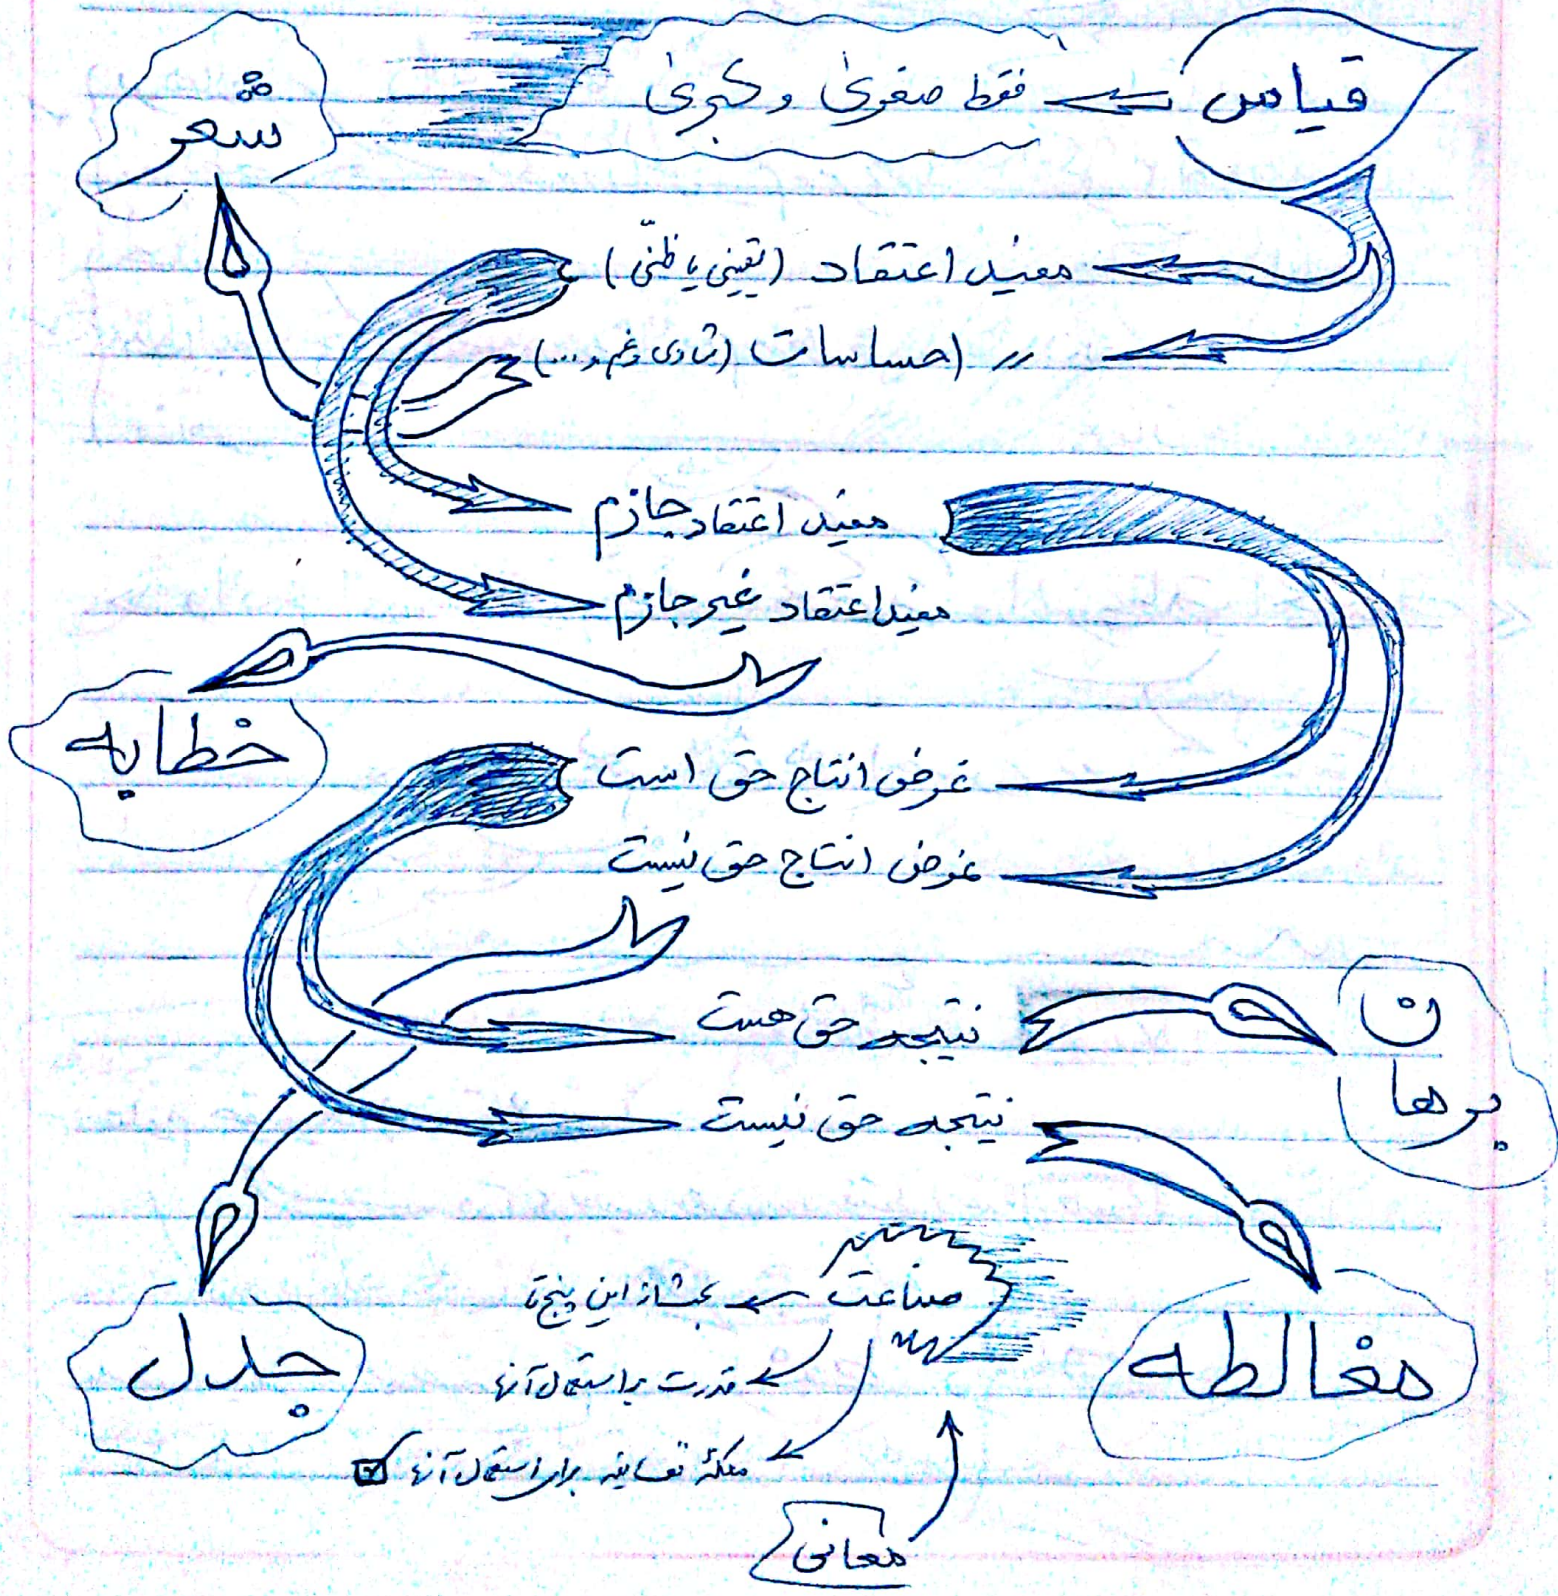 قیاس ← فقط صغری و کبری
شعر
مفید اعتقاد (یقینی یا ظنّی)
〃 احساسات (شادی و غم و...)
مفید اعتقاد جازم
مفید اعتقاد غیر جازم
خطابه
غرض انتاج حق است
غرض انتاج حق نیست
نتیجه حق هست
برهان
نتیجه حق نیست
صناعت ← بحث از این پنج تا
قدرت بر استعمال آنها
ملکهٔ نفسانیه برای استعمال آنها ☑
مغالطه
جدل
معانی